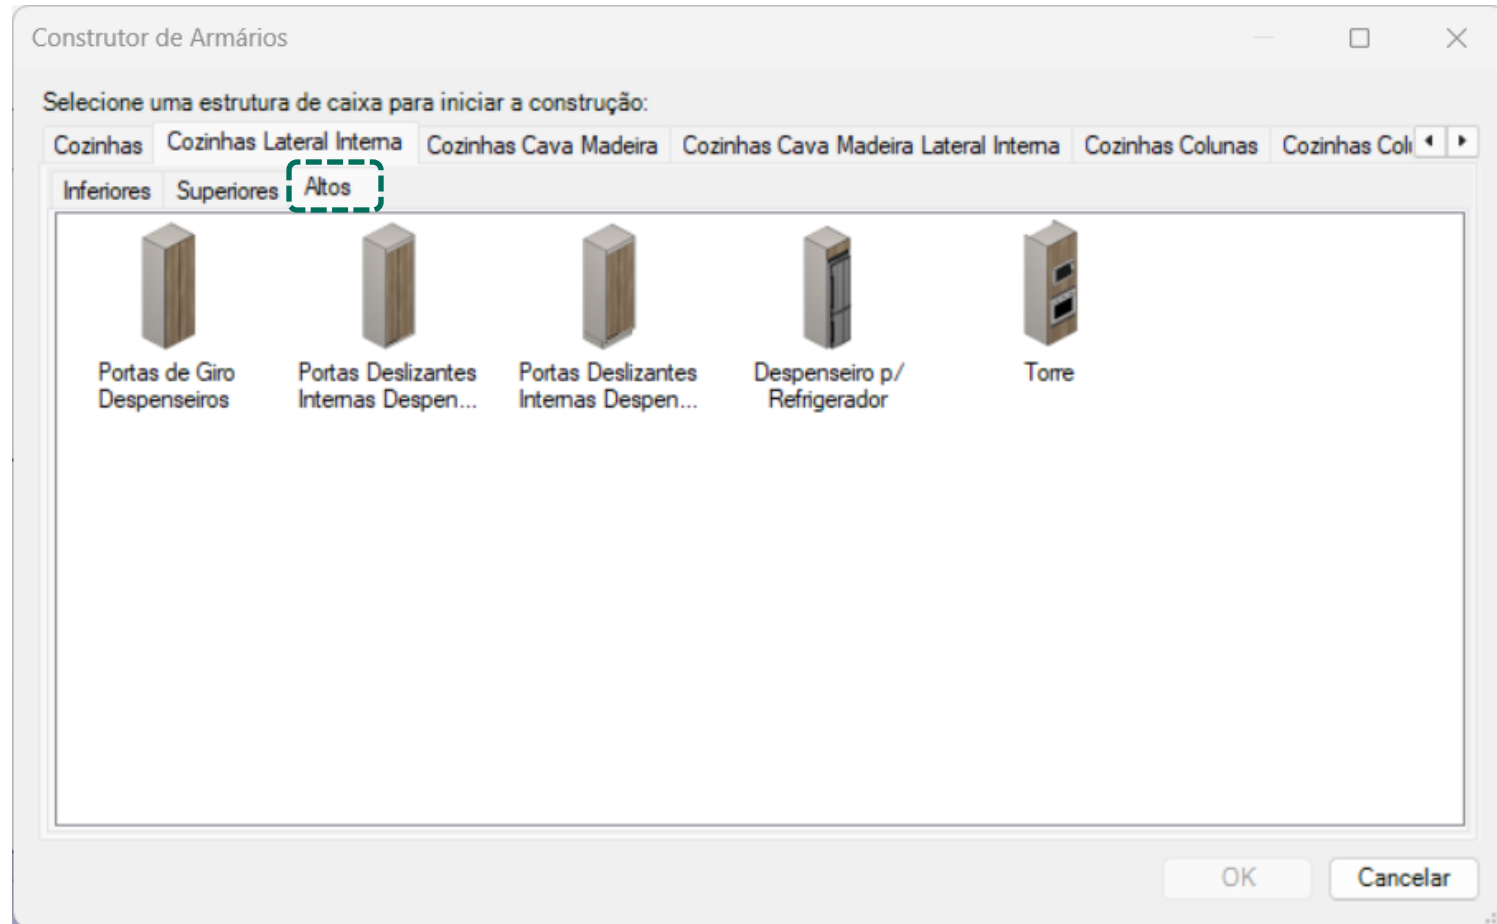 Construtor de Armários
Selecione uma estrutura de caixa para iniciar a construção:
Cozinhas Cozinhas Lateral Interna Cozinhas Cava Madeira Cozinhas Cava Madeira Lateral Interna Cozinhas Colunas Cozinhas Colu
Inferiores Superiores Altos
Portas de Giro
Despenseiros
Portas Deslizantes
Internas Despen...
Portas Deslizantes
Internas Despen...
Despenseiro p/
Refrigerador
Torre
OK Cancelar